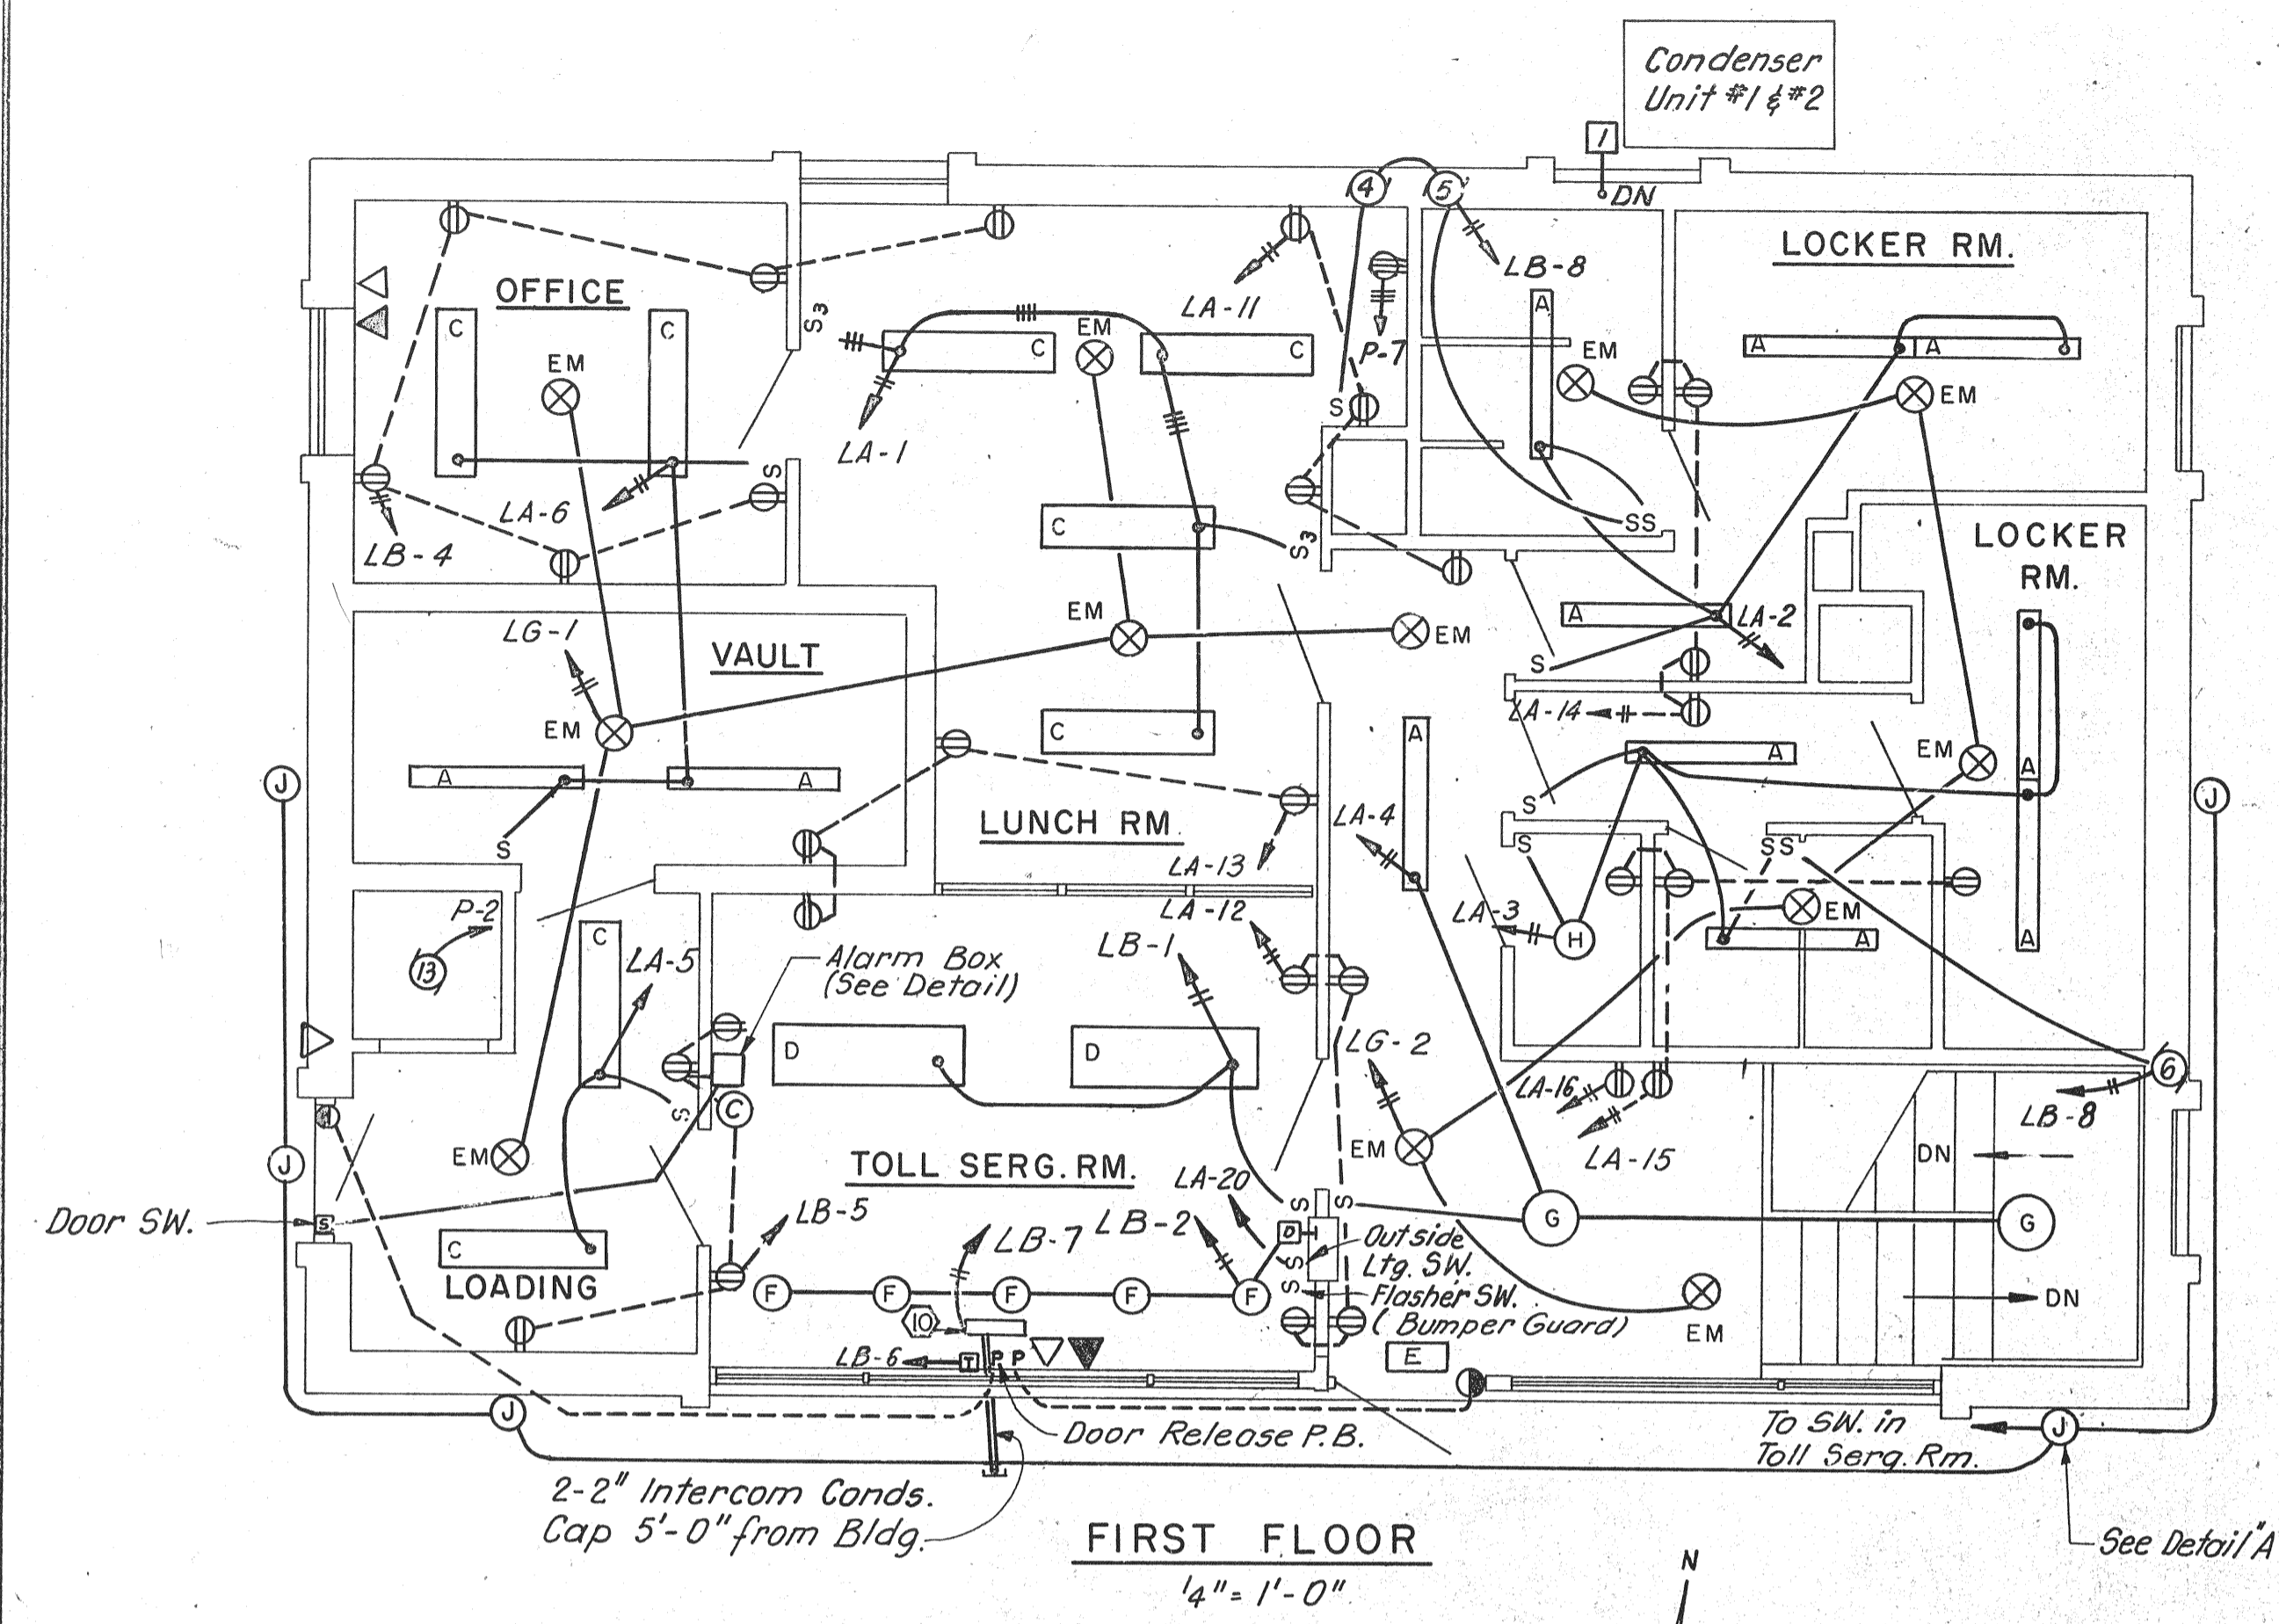 Condenser
Unit #1 & #2
1
DN
4
5
LB-8
LOCKER RM.
OFFICE
LA-11
P-7
S3
C
C
EM
EM
C
C
A
EM
A
A
EM
S
LA-1
S
LA-6
LB-4
C
S3
SS
LOCKER
RM.
LG-1
VAULT
EM
EM
A
LA-2
S
EM
LA-14
C
A
A
EM
A
A
A
J
J
S
LA-4
S
LUNCH RM.
LA-13
S
SS
P-2
13
C
LA-5
Alarm Box
(See Detail)
LA-12
LB-1
LA-3
H
EM
A
A
D
D
LG-2
LA-16
6
LB-8
S
C
EM
TOLL SERG. RM.
EM
LA-15
DN
J
LA-20
S
S
Door SW.
S
LB-5
LB-7
LB-2
D
Outside
Ltg. SW.
G
G
C
LOADING
S
S
Flasher SW.
(Bumper Guard)
F
F
F
F
F
DN
10
EM
LB-6
T
P P
E
J
Door Release P.B.
To SW. in
Toll Serg. Rm.
J
2-2" Intercom Conds.
Cap 5'-0" from Bldg.
FIRST FLOOR
1/4" = 1'-0"
N
See Detail "A